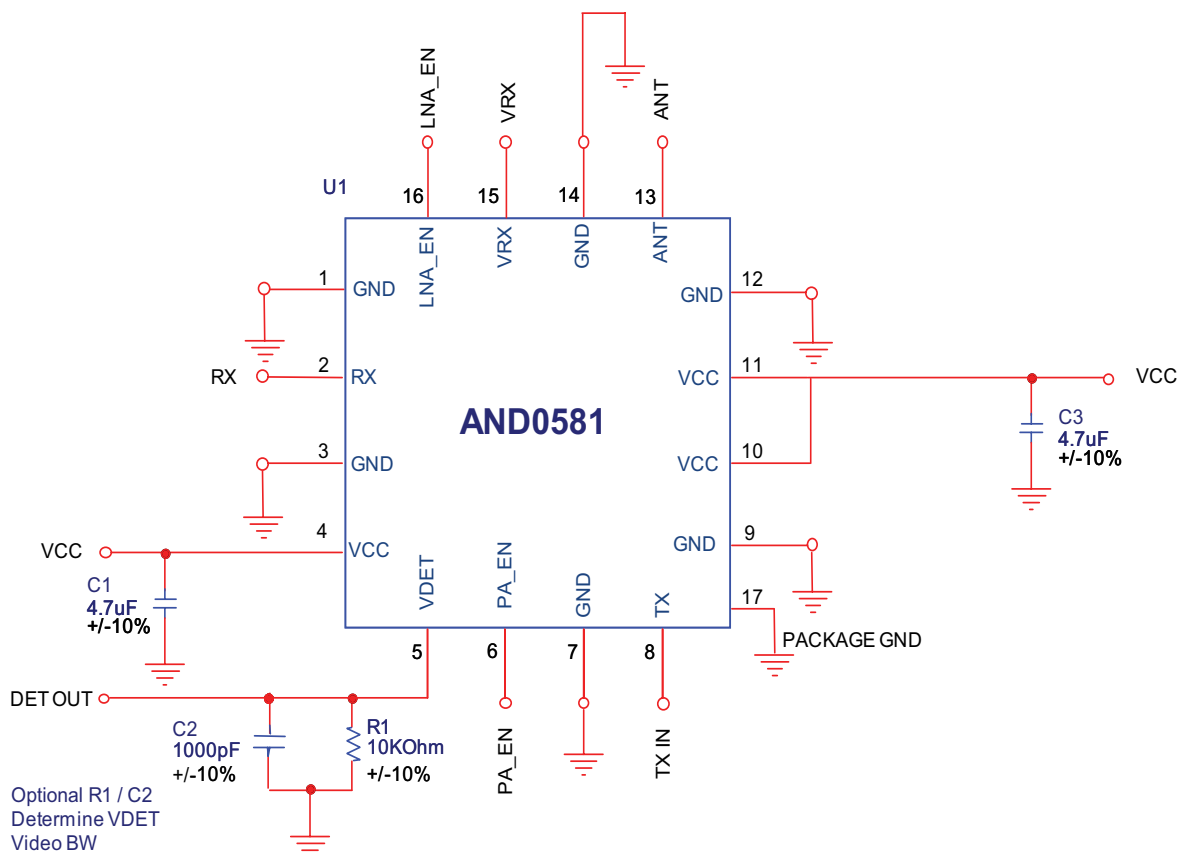 LNA_EN
VRX
ANT
U1
16
15
14
13
LNA_EN
VRX
GND
ANT
1
GND
12
GND
RX
2
RX
11
VCC
VCC
AND0581
C3
4.7uF
+/-10%
3
GND
10
VCC
4
VCC
VCC
9
GND
C1
4.7uF
+/-10%
VDET
PA_EN
GND
TX
17
PACKAGE GND
5
6
7
8
DET OUT
C2
1000pF
+/-10%
R1
10KOhm
+/-10%
PA_EN
TX IN
Optional R1 / C2
Determine VDET
Video BW